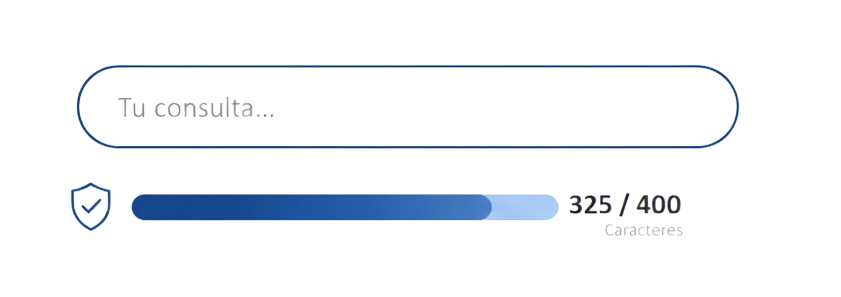 Tu consulta...
325 / 400
Caracteres